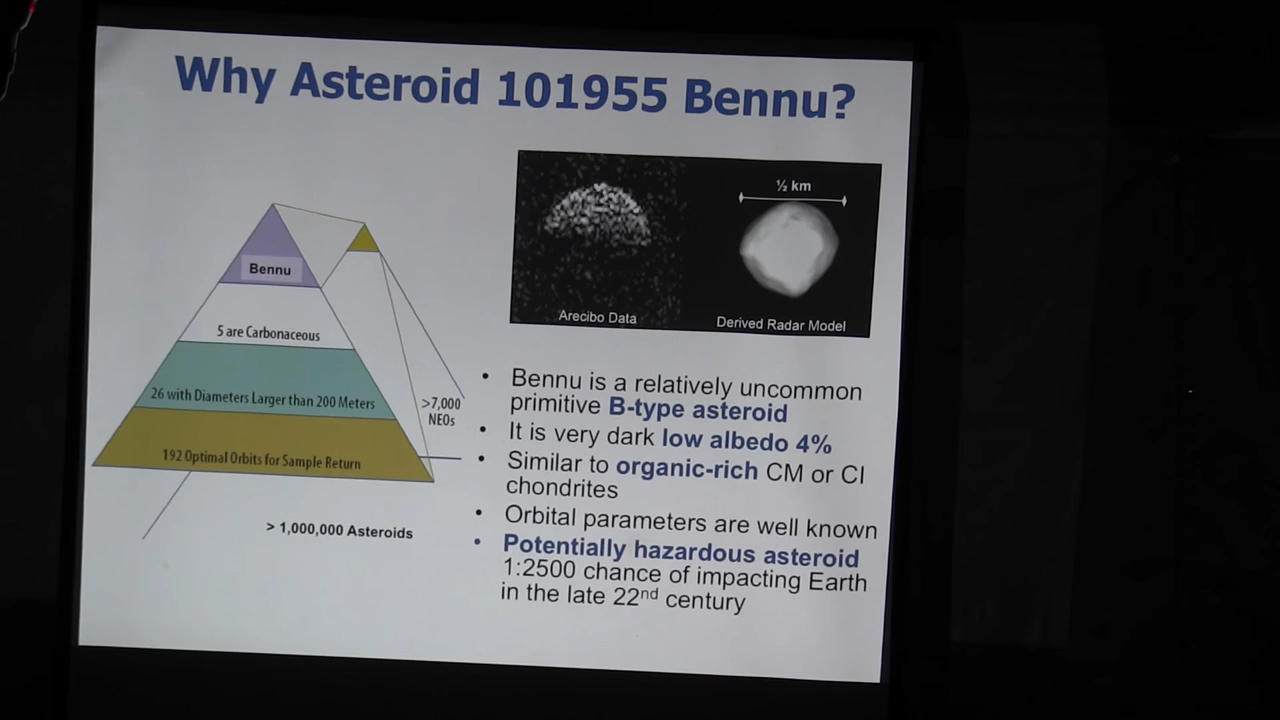 Why Asteroid 101955 Bennu?
Bennu
5 are Carbonaceous
26 with Diameters Larger than 200 Meters
192 Optimal Orbits for Sample Return
>7,000
NEOs
> 1,000,000 Asteroids
½ km
Arecibo Data
Derived Radar Model
• Bennu is a relatively uncommon
primitive B-type asteroid
• It is very dark low albedo 4%
• Similar to organic-rich CM or CI
chondrites
• Orbital parameters are well known
• Potentially hazardous asteroid
1:2500 chance of impacting Earth
in the late 22nd century